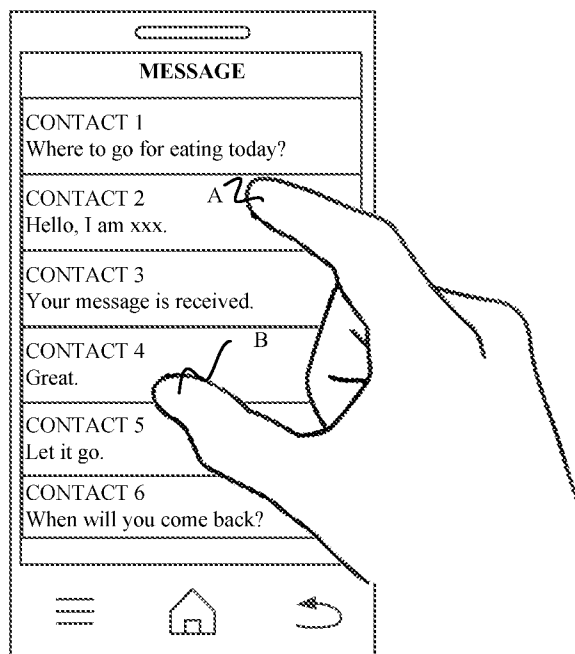 MESSAGE
CONTACT 1
Where to go for eating today?
CONTACT 2
A
Hello, I am xxx.
CONTACT 3
Your message is received.
B
CONTACT 4
Great.
CONTACT 5
Let it go.
CONTACT 6
When will you come back?